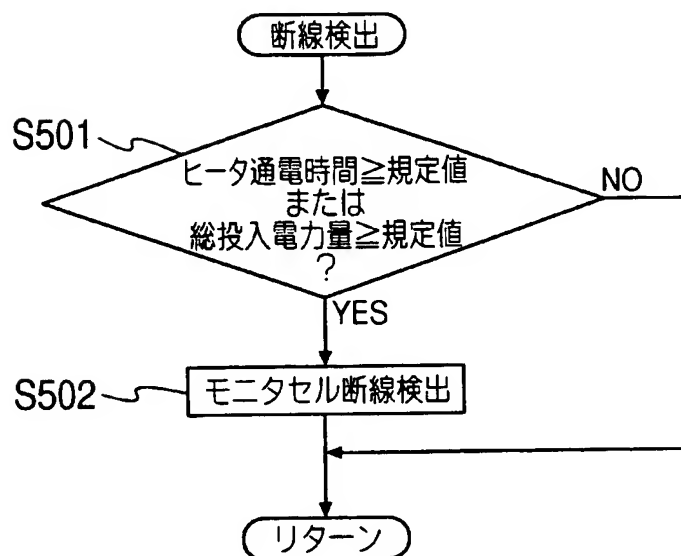 断線検出
S501
ヒータ通電時間≧規定値
または
総投入電力量≧規定値
?
NO
YES
S502
モニタセル断線検出
リターン